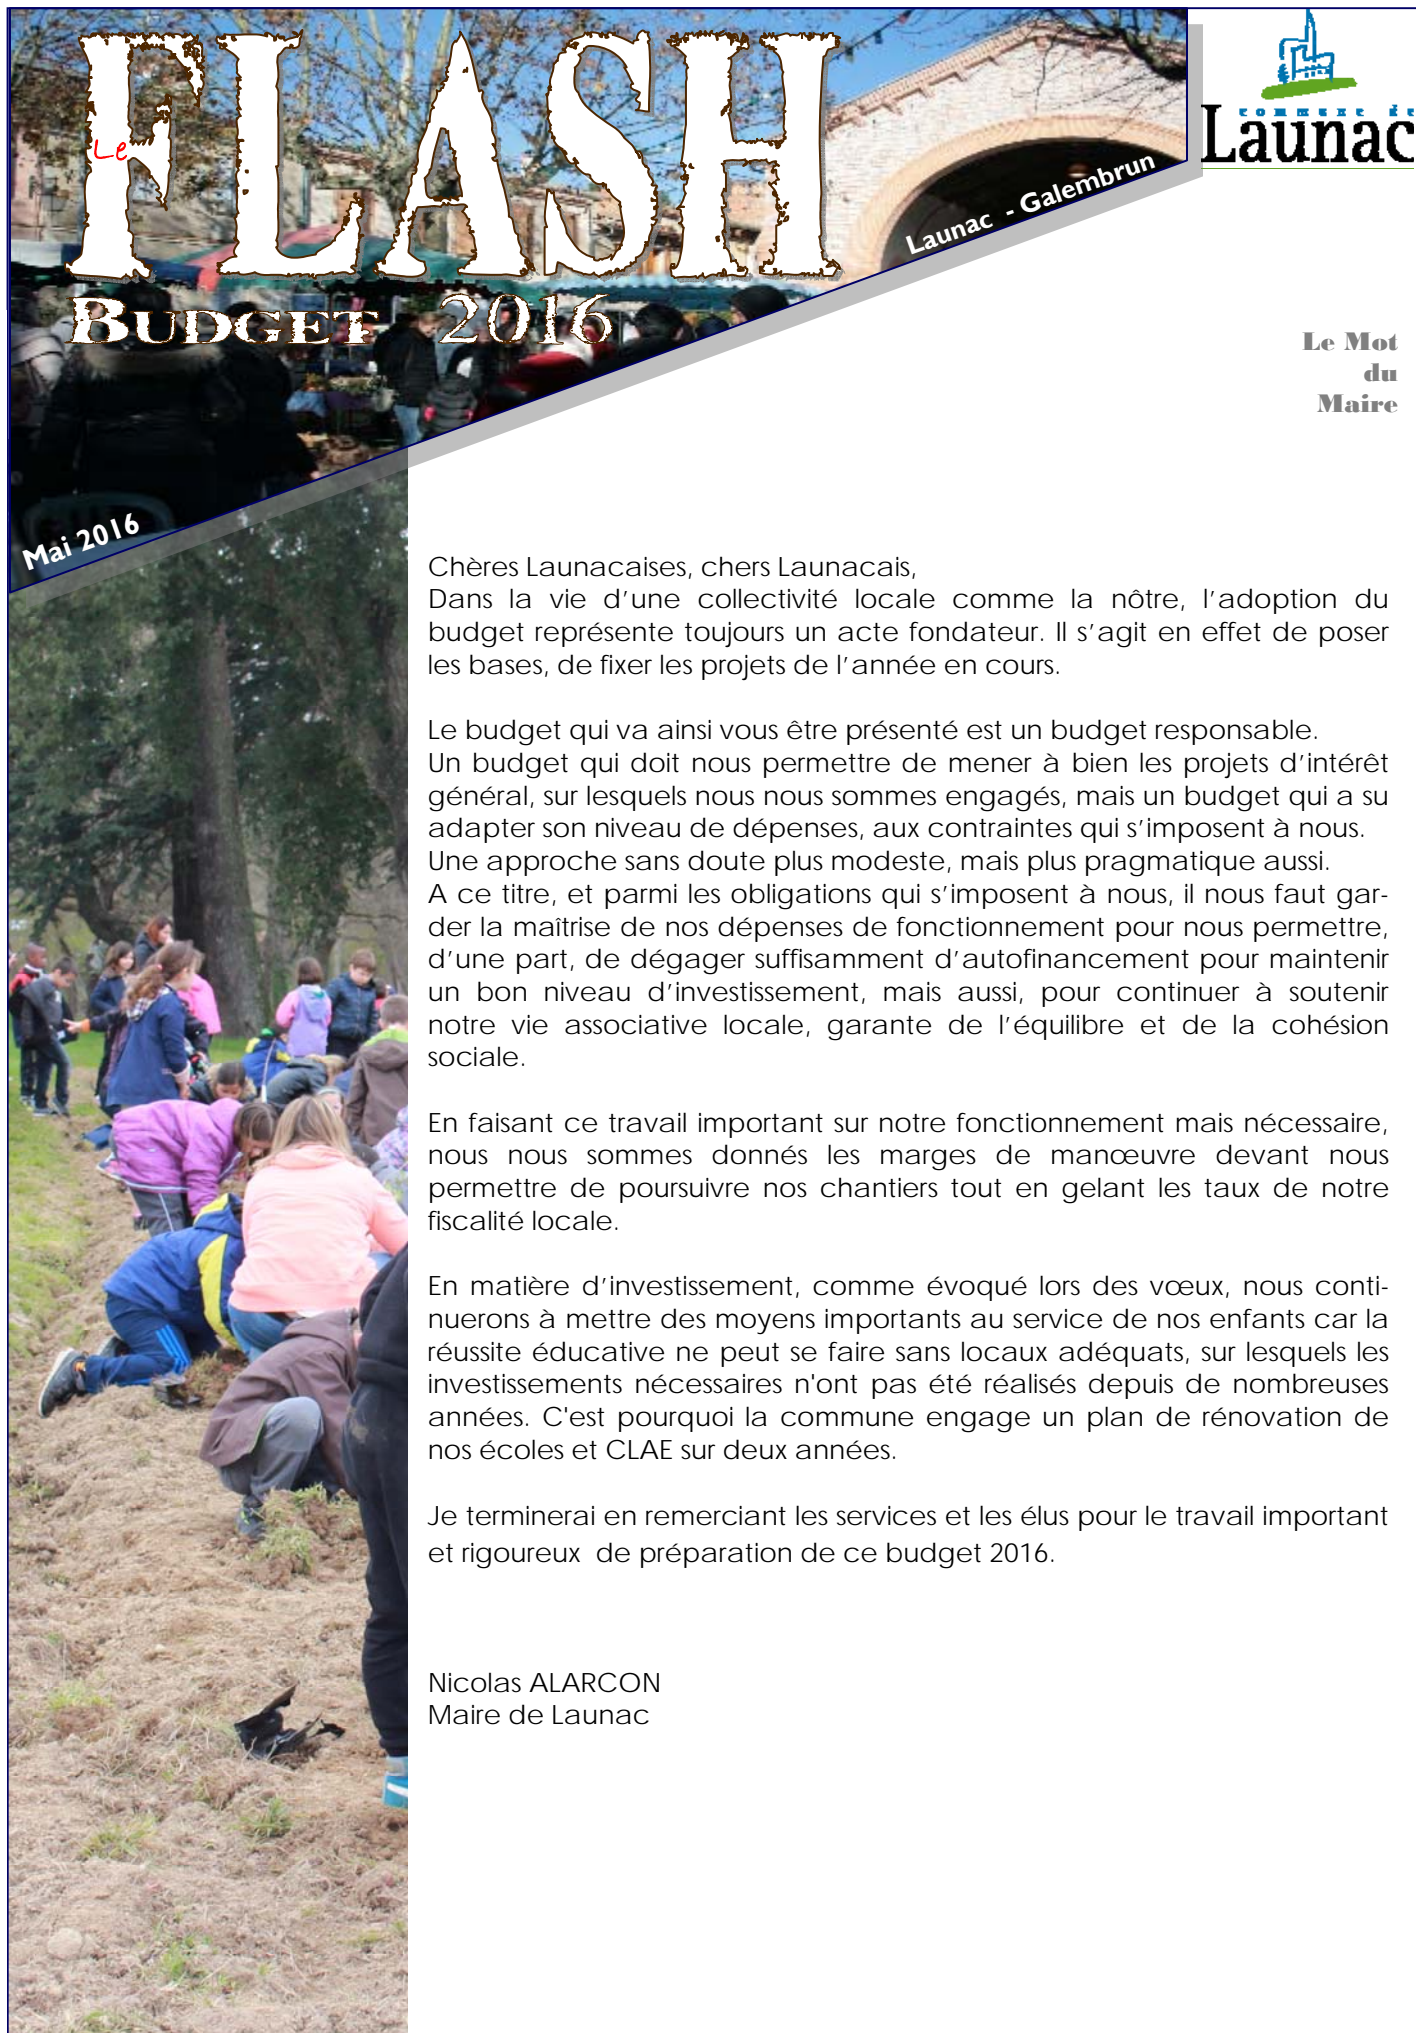 Le
FLASH
BUDGET 2016
Launac - Galembrun
commune de
Launac
Mai 2016
Le Mot
du
Maire
Chères Launacaises, chers Launacais,
Dans la vie d’une collectivité locale comme la nôtre, l’adoption du
budget représente toujours un acte fondateur. Il s’agit en effet de poser
les bases, de fixer les projets de l’année en cours.
Le budget qui va ainsi vous être présenté est un budget responsable.
Un budget qui doit nous permettre de mener à bien les projets d’intérêt
général, sur lesquels nous nous sommes engagés, mais un budget qui a su
adapter son niveau de dépenses, aux contraintes qui s’imposent à nous.
Une approche sans doute plus modeste, mais plus pragmatique aussi.
A ce titre, et parmi les obligations qui s’imposent à nous, il nous faut gar-
der la maîtrise de nos dépenses de fonctionnement pour nous permettre,
d’une part, de dégager suffisamment d’autofinancement pour maintenir
un bon niveau d’investissement, mais aussi, pour continuer à soutenir
notre vie associative locale, garante de l’équilibre et de la cohésion
sociale.
En faisant ce travail important sur notre fonctionnement mais nécessaire,
nous nous sommes donnés les marges de manœuvre devant nous
permettre de poursuivre nos chantiers tout en gelant les taux de notre
fiscalité locale.
En matière d’investissement, comme évoqué lors des vœux, nous conti-
nuerons à mettre des moyens importants au service de nos enfants car la
réussite éducative ne peut se faire sans locaux adéquats, sur lesquels les
investissements nécessaires n'ont pas été réalisés depuis de nombreuses
années. C'est pourquoi la commune engage un plan de rénovation de
nos écoles et CLAE sur deux années.
Je terminerai en remerciant les services et les élus pour le travail important
et rigoureux de préparation de ce budget 2016.
Nicolas ALARCON
Maire de Launac